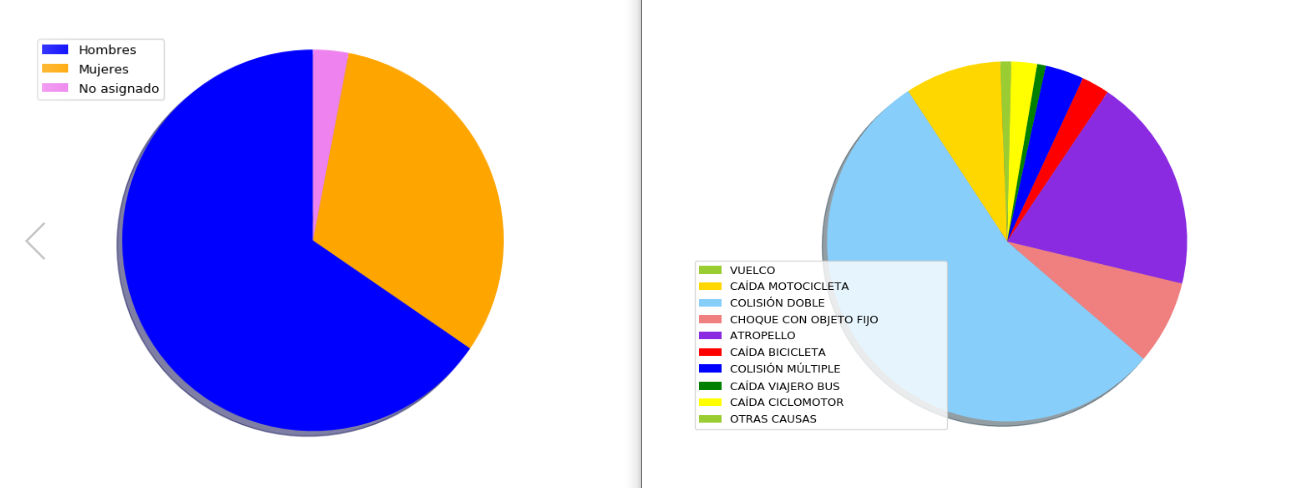 Hombres
Mujeres
No asignado
VUELCO
CAÍDA MOTOCICLETA
COLISIÓN DOBLE
CHOQUE CON OBJETO FIJO
ATROPELLO
CAÍDA BICICLETA
COLISIÓN MÚLTIPLE
CAÍDA VIAJERO BUS
CAÍDA CICLOMOTOR
OTRAS CAUSAS